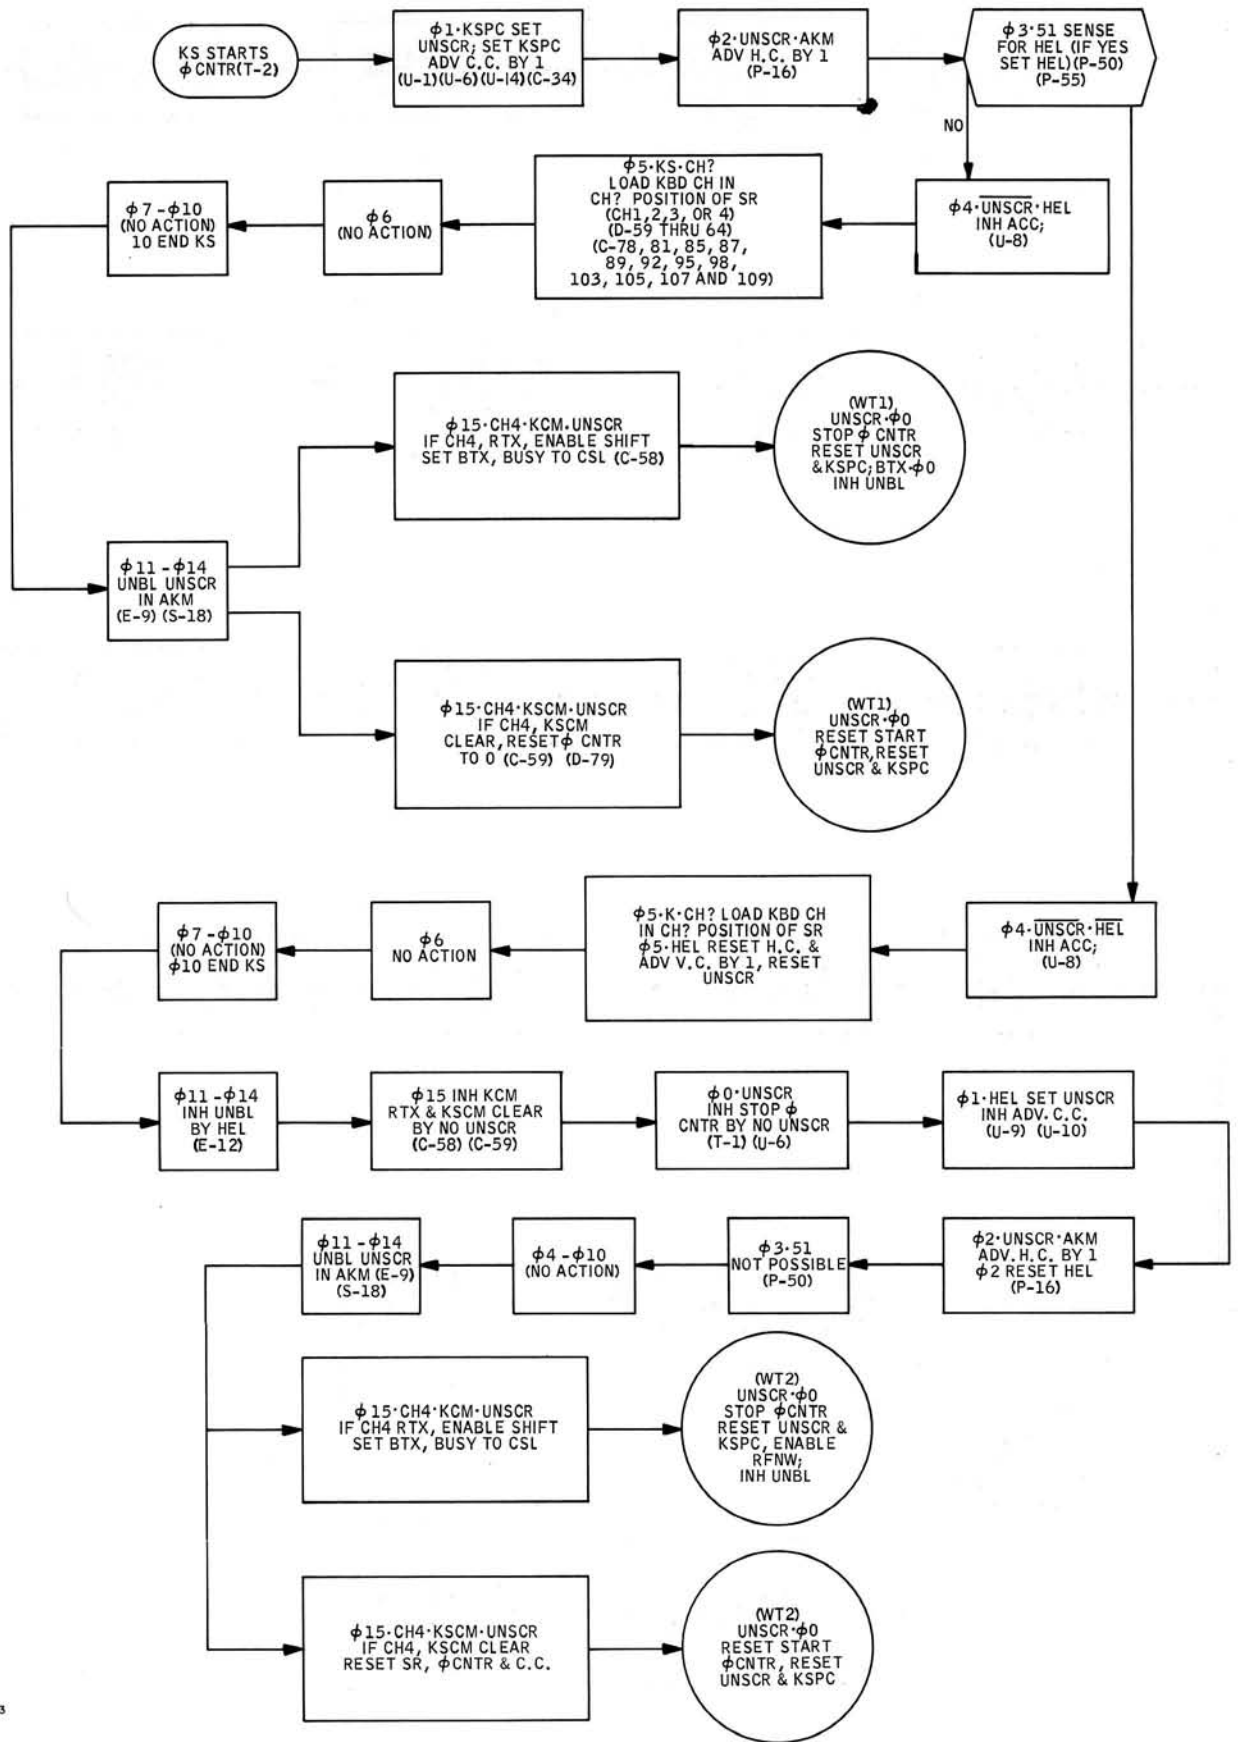 KS STARTS
ϕ CNTR(T-2)
ϕ1·KSPC SET
UNSCR; SET KSPC
ADV C.C. BY 1
(U-1)(U-6)(U-14)(C-34)
ϕ2·UNSCR·AKM
ADV H.C. BY 1
(P-16)
ϕ3·51 SENSE
FOR HEL (IF YES
SET HEL)(P-50)
(P-55)
NO
ϕ4·U̅N̅S̅C̅R̅·HEL
INH ACC;
(U-8)
ϕ5·KS·CH?
LOAD KBD CH IN
CH? POSITION OF SR
(CH1,2,3, OR 4)
(D-59 THRU 64)
(C-78, 81, 85, 87,
89, 92, 95, 98,
103, 105, 107 AND 109)
ϕ6
(NO ACTION)
ϕ7-ϕ10
(NO ACTION)
10 END KS
ϕ11-ϕ14
UNBL UNSCR
IN AKM
(E-9) (S-18)
ϕ15·CH4·KCM·UNSCR
IF CH4, RTX, ENABLE SHIFT
SET BTX, BUSY TO CSL (C-58)
(WT1)
UNSCR·ϕ0
STOP ϕ CNTR
RESET UNSCR
&KSPC; BTX·ϕ0
INH UNBL
ϕ15·CH4·KSCM·UNSCR
IF CH4, KSCM
CLEAR, RESET ϕ CNTR
TO 0 (C-59) (D-79)
(WT1)
UNSCR·ϕ0
RESET START
ϕCNTR, RESET
UNSCR & KSPC
ϕ4·U̅N̅S̅C̅R̅·H̅E̅L̅
INH ACC;
(U-8)
ϕ5·K·CH? LOAD KBD CH
IN CH? POSITION OF SR
ϕ5·HEL RESET H.C. &
ADV V.C. BY 1, RESET
UNSCR
ϕ6
NO ACTION
ϕ7-ϕ10
(NO ACTION)
ϕ10 END KS
ϕ11-ϕ14
INH UNBL
BY HEL
(E-12)
ϕ15 INH KCM
RTX & KSCM CLEAR
BY NO UNSCR
(C-58) (C-59)
ϕ0·UNSCR
INH STOP ϕ
CNTR BY NO UNSCR
(T-1) (U-6)
ϕ1·HEL SET UNSCR
INH ADV. C.C.
(U-9) (U-10)
ϕ2·UNSCR·AKM
ADV. H.C. BY 1
ϕ2 RESET HEL
(P-16)
ϕ3·51
NOT POSSIBLE
(P-50)
ϕ4-ϕ10
(NO ACTION)
ϕ11-ϕ14
UNBL UNSCR
IN AKM (E-9)
(S-18)
ϕ15·CH4·KCM·UNSCR
IF CH4 RTX, ENABLE SHIFT
SET BTX, BUSY TO CSL
(WT2)
UNSCR·ϕ0
STOP ϕCNTR
RESET UNSCR &
KSPC, ENABLE
RFNW;
INH UNBL
ϕ15·CH4·KSCM·UNSCR
IF CH4, KSCM CLEAR
RESET SR, ϕCNTR & C.C.
(WT2)
UNSCR·ϕ0
RESET START
ϕCNTR, RESET
UNSCR & KSPC
3